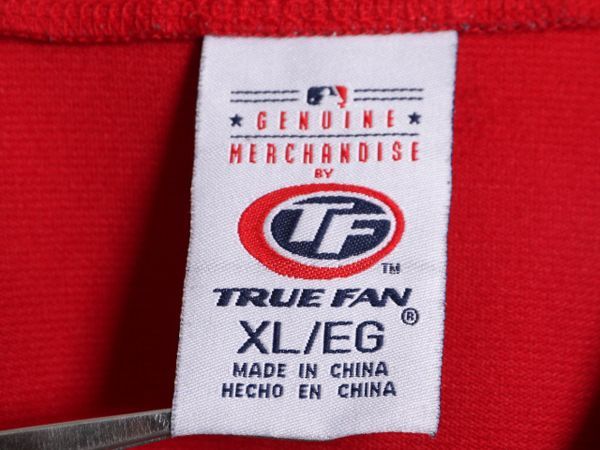 GENUINE
MERCHANDISE
BY
TF
TM
TRUE FAN ®
XL/EG
MADE IN CHINA
HECHO EN CHINA